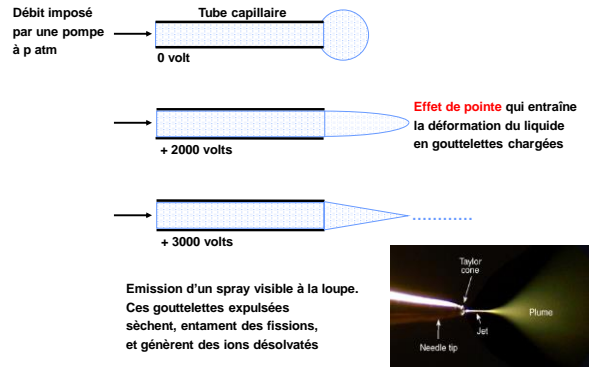 Débit imposé
par une pompe
à p atm
Tube capillaire
0 volt
Effet de pointe qui entraîne
la déformation du liquide
en gouttelettes chargées
+ 2000 volts
+ 3000 volts
Emission d'un spray visible à la loupe.
Ces gouttelettes expulsées
sèchent, entament des fissions,
et génèrent des ions désolvatés
Taylor
cone
Plume
Jet
Needle tip